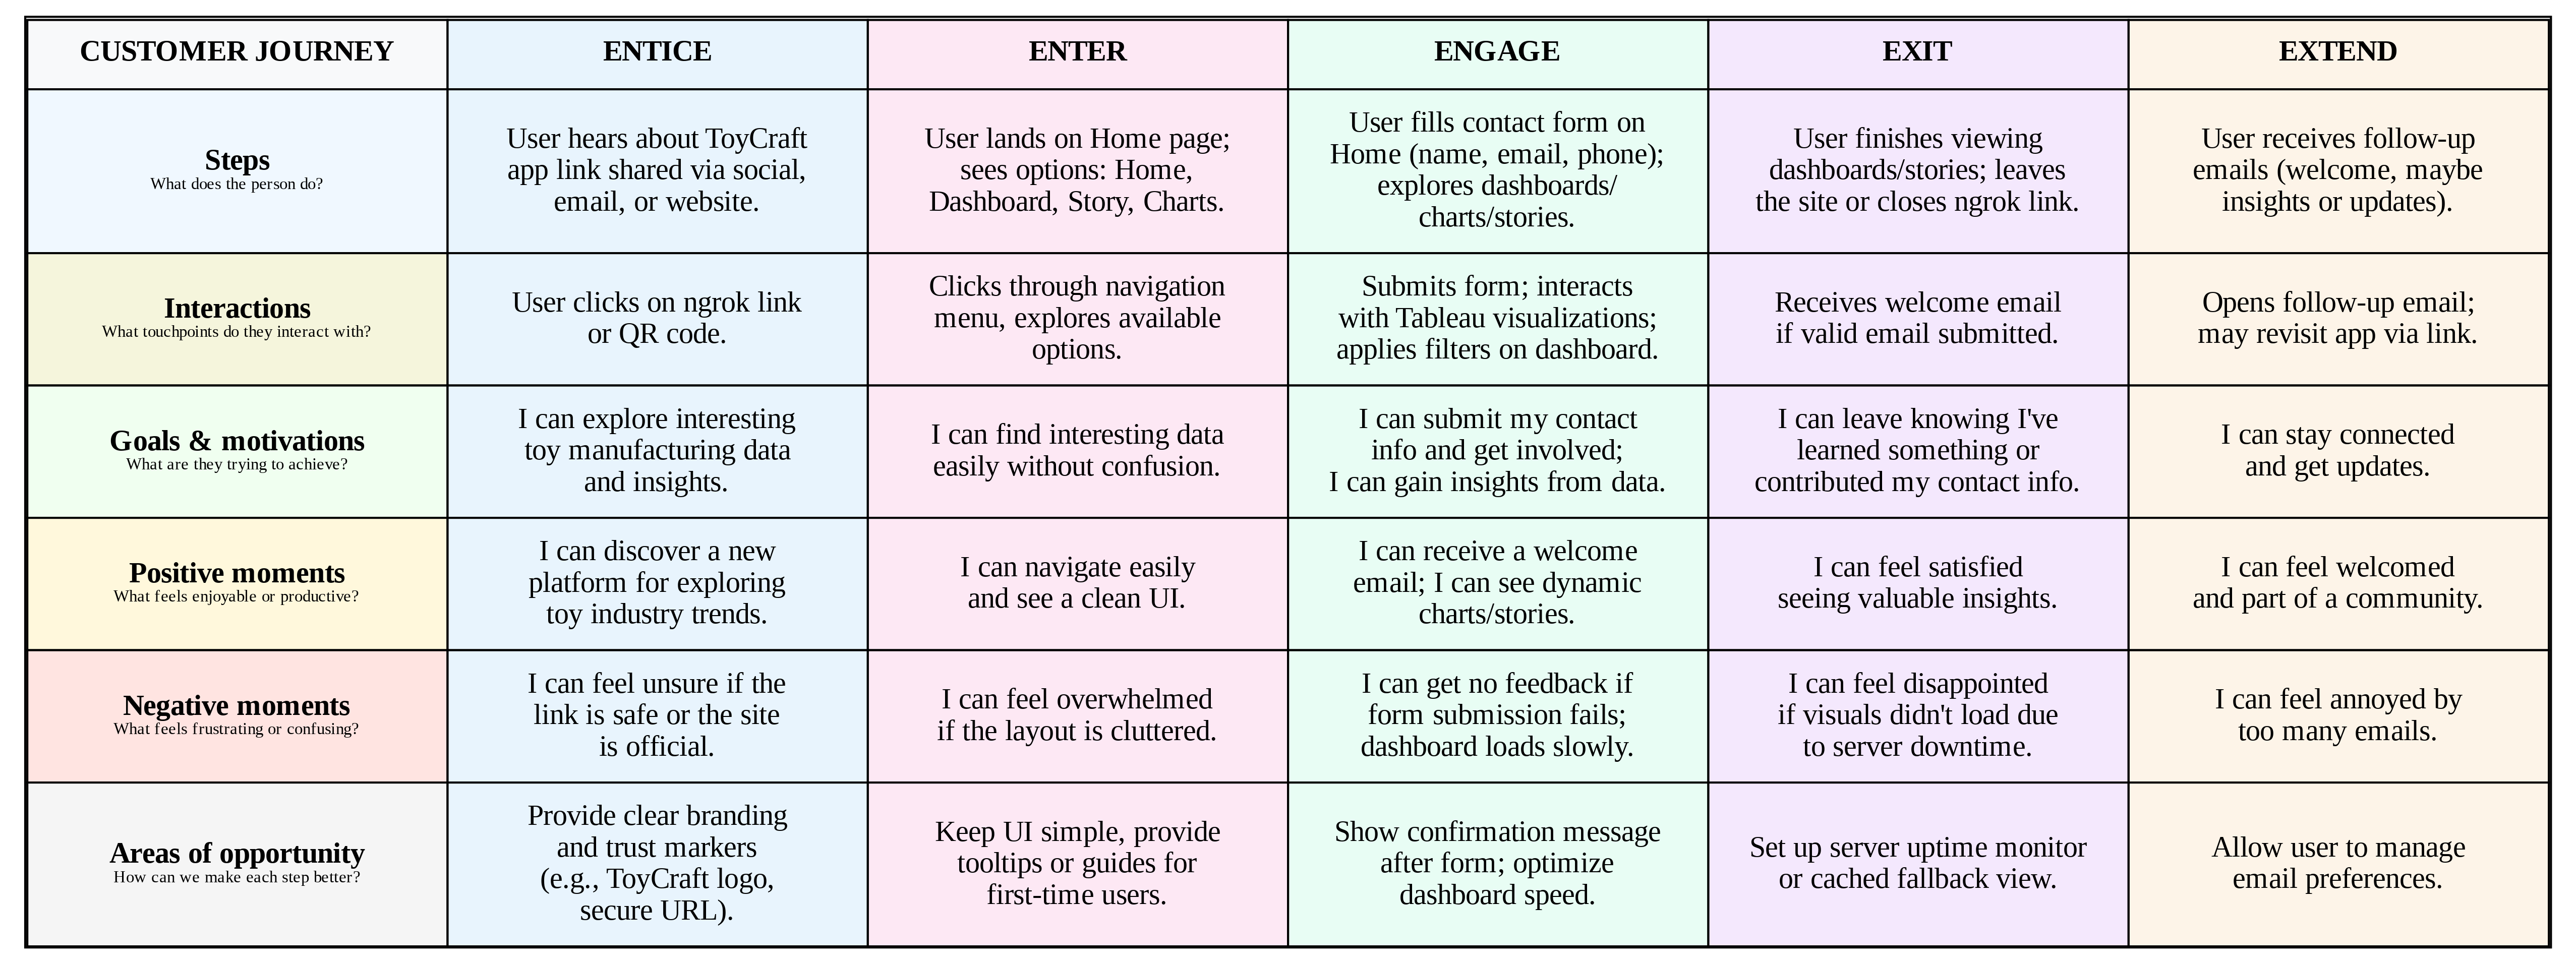 CUSTOMER JOURNEY
ENTICE
ENTER
ENGAGE
EXIT
EXTEND
Steps
What does the person do?
User hears about ToyCraft
app link shared via social,
email, or website.
User lands on Home page;
sees options: Home,
Dashboard, Story, Charts.
User fills contact form on
Home (name, email, phone);
explores dashboards/
charts/stories.
User finishes viewing
dashboards/stories; leaves
the site or closes ngrok link.
User receives follow-up
emails (welcome, maybe
insights or updates).
Interactions
What touchpoints do they interact with?
User clicks on ngrok link
or QR code.
Clicks through navigation
menu, explores available
options.
Submits form; interacts
with Tableau visualizations;
applies filters on dashboard.
Receives welcome email
if valid email submitted.
Opens follow-up email;
may revisit app via link.
Goals & motivations
What are they trying to achieve?
I can explore interesting
toy manufacturing data
and insights.
I can find interesting data
easily without confusion.
I can submit my contact
info and get involved;
I can gain insights from data.
I can leave knowing I've
learned something or
contributed my contact info.
I can stay connected
and get updates.
Positive moments
What feels enjoyable or productive?
I can discover a new
platform for exploring
toy industry trends.
I can navigate easily
and see a clean UI.
I can receive a welcome
email; I can see dynamic
charts/stories.
I can feel satisfied
seeing valuable insights.
I can feel welcomed
and part of a community.
Negative moments
What feels frustrating or confusing?
I can feel unsure if the
link is safe or the site
is official.
I can feel overwhelmed
if the layout is cluttered.
I can get no feedback if
form submission fails;
dashboard loads slowly.
I can feel disappointed
if visuals didn't load due
to server downtime.
I can feel annoyed by
too many emails.
Areas of opportunity
How can we make each step better?
Provide clear branding
and trust markers
(e.g., ToyCraft logo,
secure URL).
Keep UI simple, provide
tooltips or guides for
first-time users.
Show confirmation message
after form; optimize
dashboard speed.
Set up server uptime monitor
or cached fallback view.
Allow user to manage
email preferences.